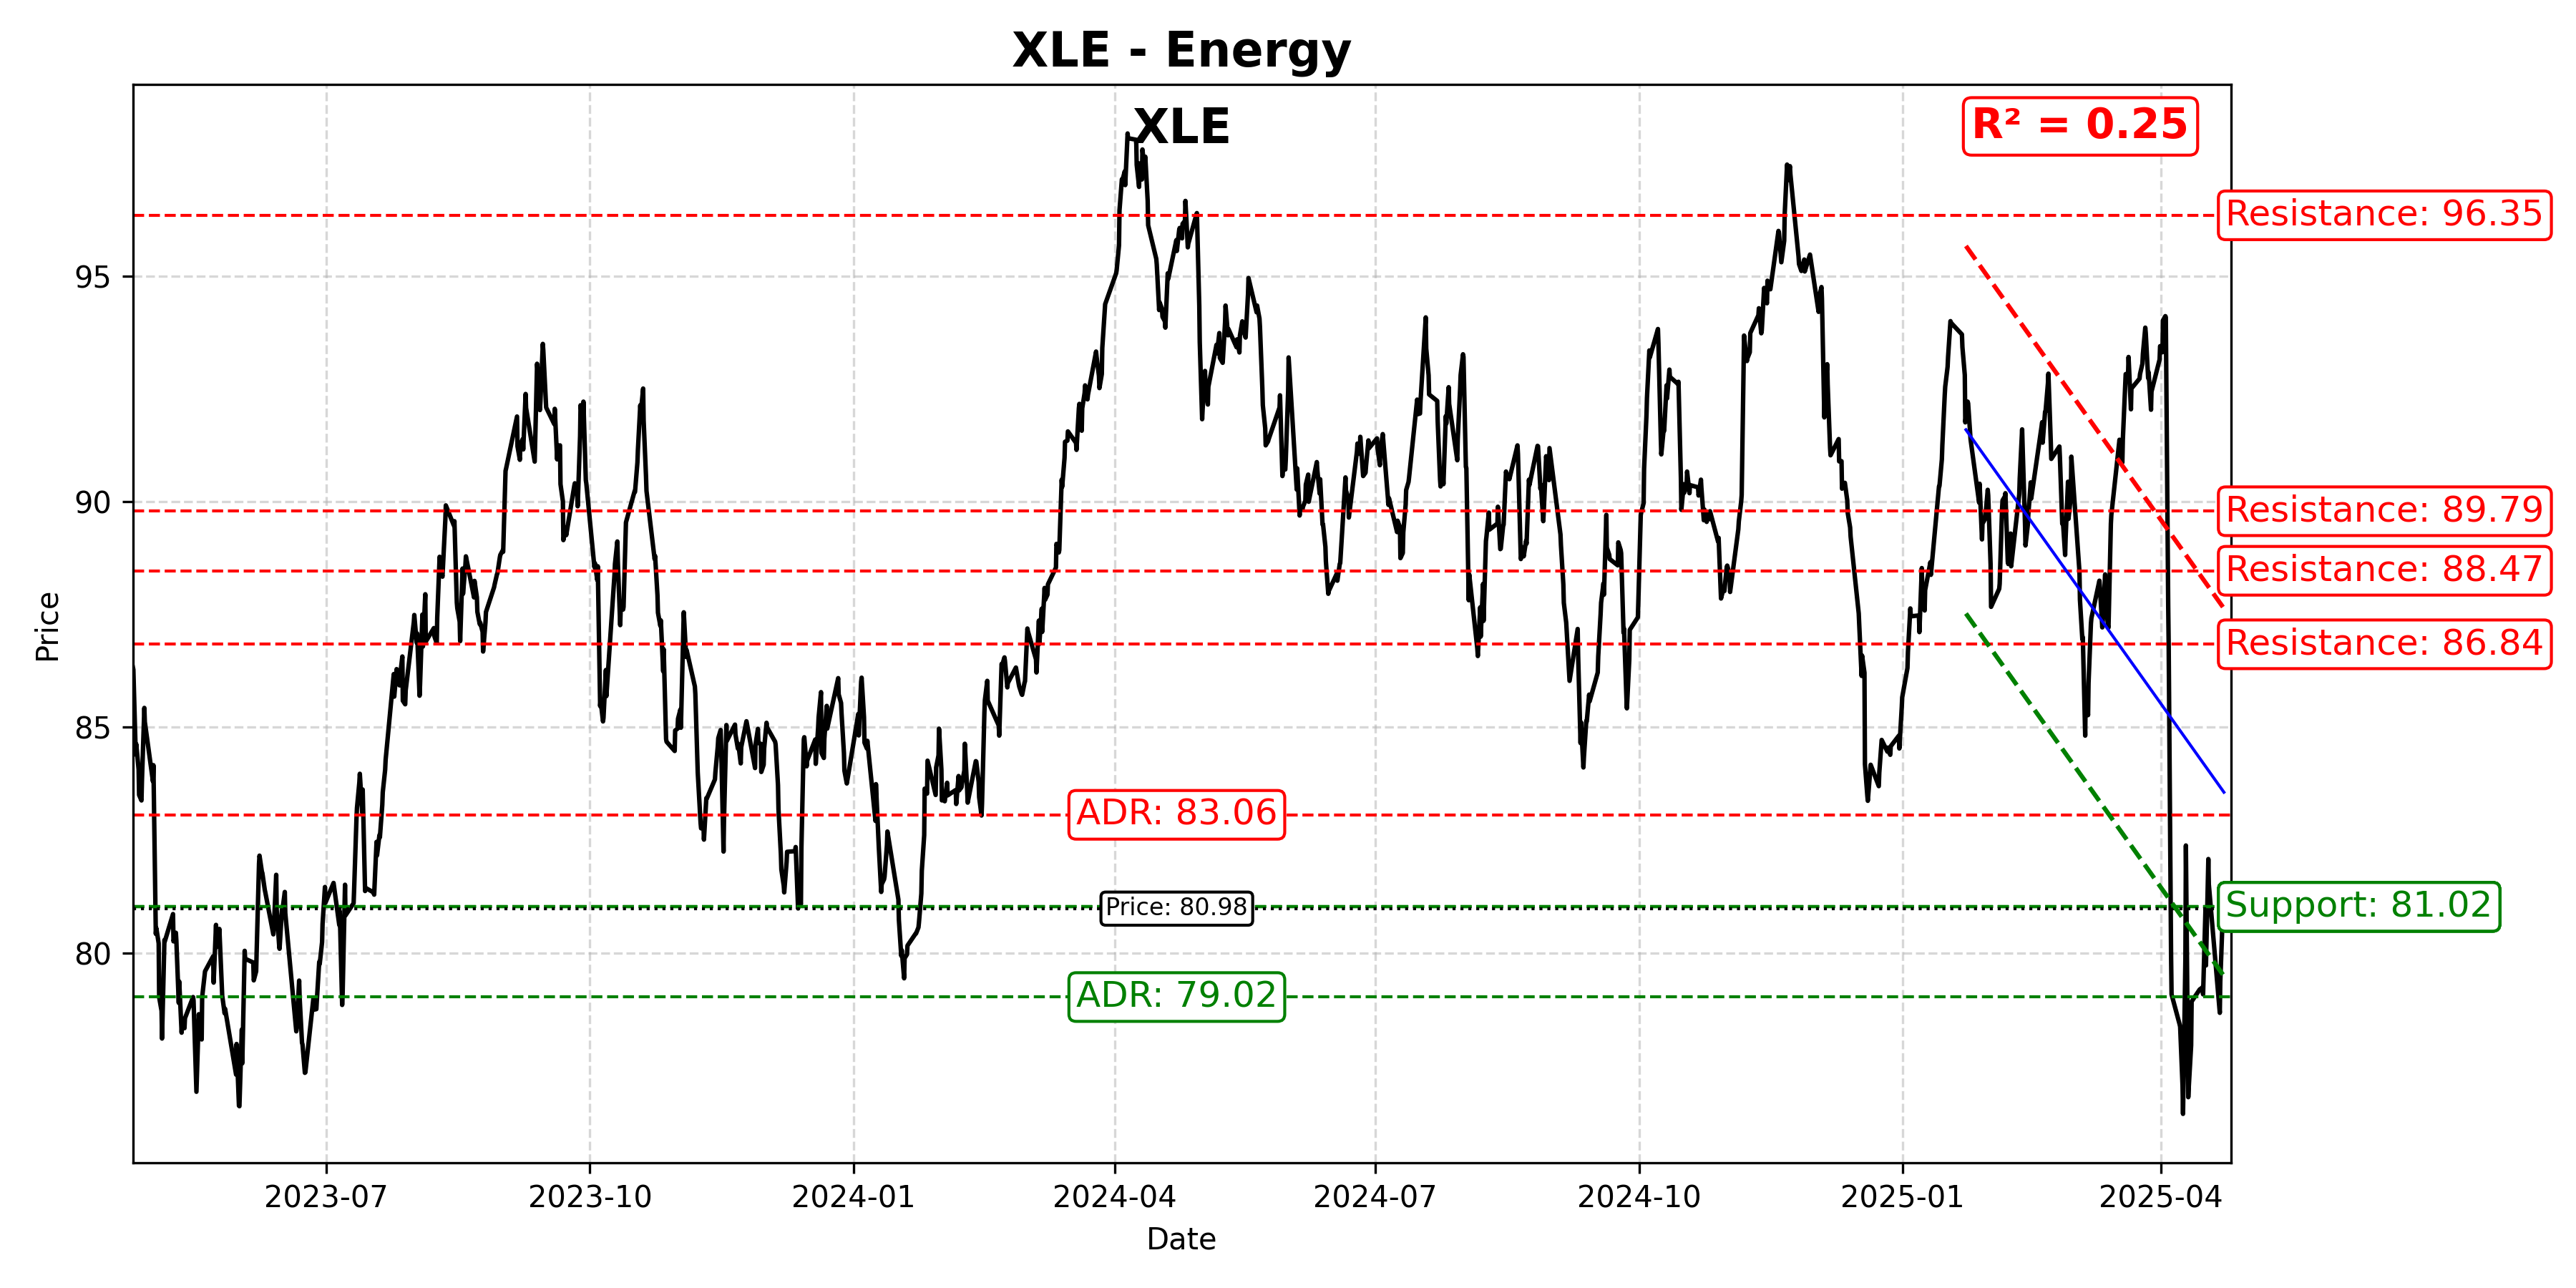 XLE - Energy
XLE
R² = 0.25
Resistance: 96.35
95
90
Resistance: 89.79
Resistance: 88.47
Resistance: 86.84
Price
85
ADR: 83.06
Price: 80.98
Support: 81.02
80
ADR: 79.02
2023-07
2023-10
2024-01
2024-04
2024-07
2024-10
2025-01
2025-04
Date